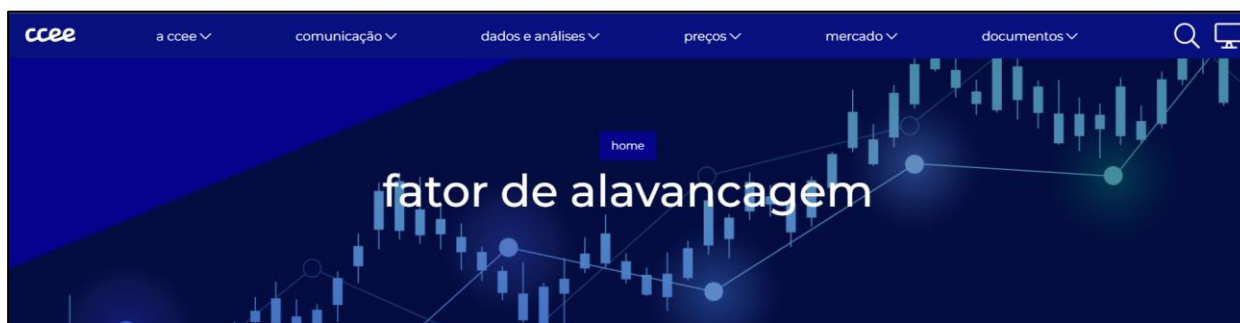 ccee a ccee comunicação dados e análises preços mercado documentos
home
fator de alavancagem